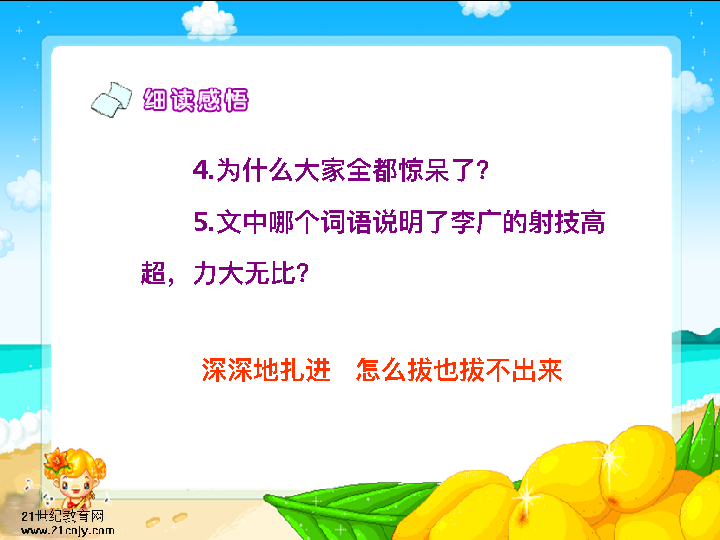 细读感悟
4.为什么大家全都惊呆了？
5.文中哪个词语说明了李广的射技高
超，力大无比？
深深地扎进　怎么拔也拔不出来
21世纪教育网
www.21cnjy.com